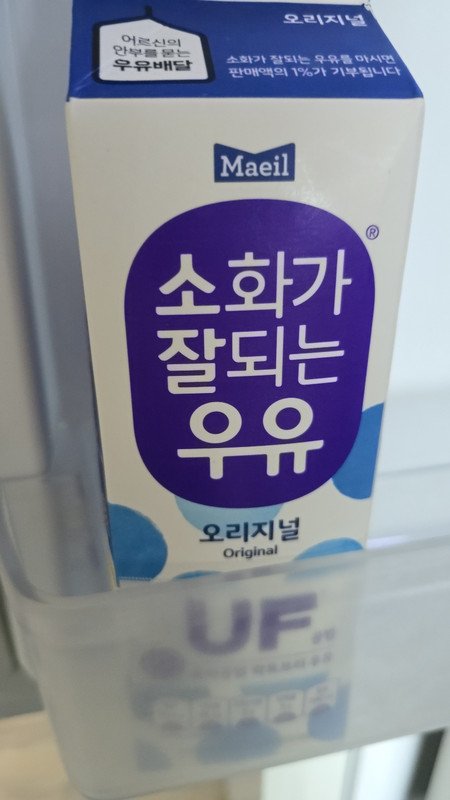 오리지널
어르신의
안부를 묻는
우유배달
소화가 잘되는 우유를 마시면
판매액의 1%가 기부됩니다
Maeil
®
소화가
잘되는
우유
오리지널
Original
UF